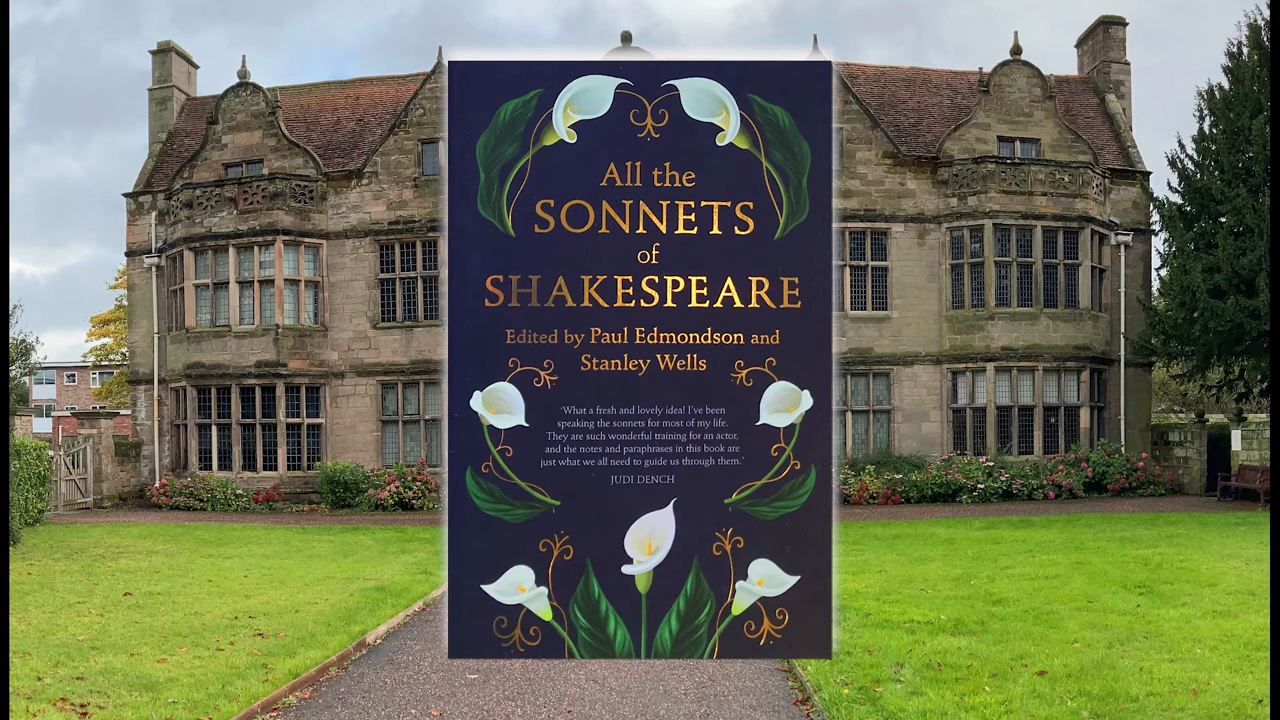 All the
SONNETS
of
SHAKESPEARE
Edited by Paul Edmondson and
Stanley Wells
‘What a fresh and lovely idea! I’ve been
speaking the sonnets for most of my life.
They are such wonderful training for an actor,
and the notes and paraphrases in this book are
just what we all need to guide us through them.’
JUDI DENCH